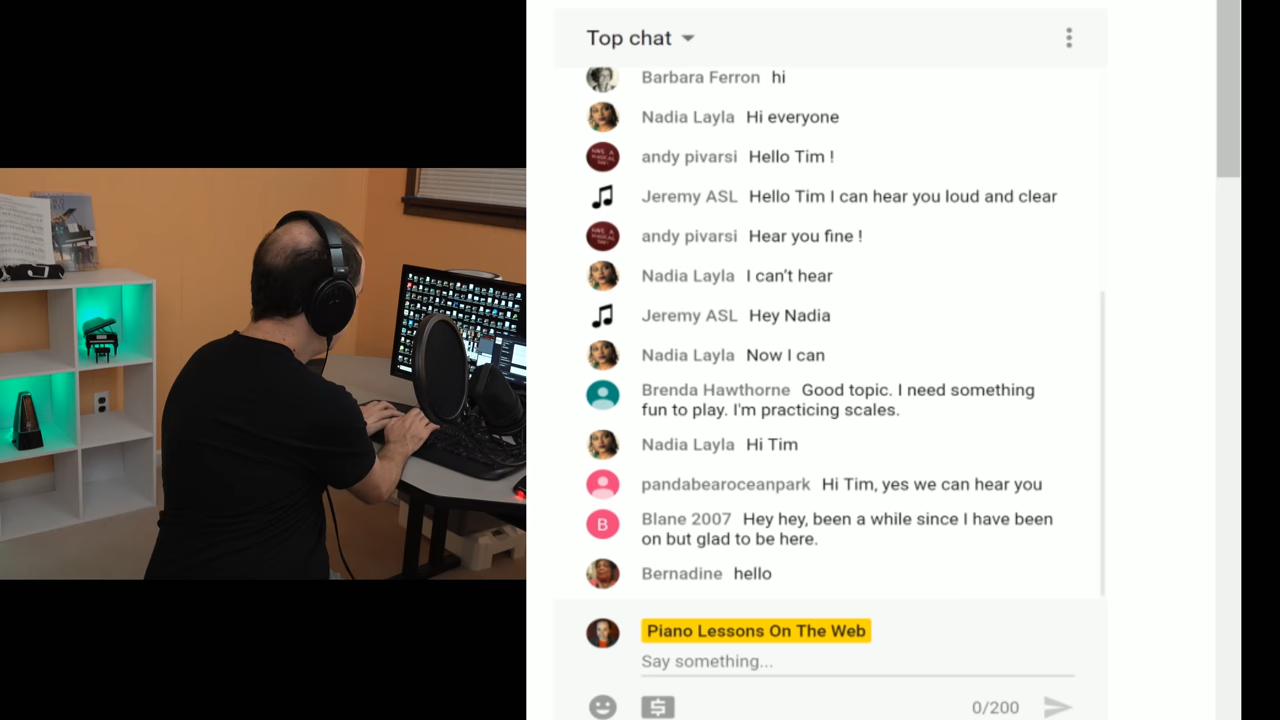 Top chat
Barbara Ferron hi
Nadia Layla Hi everyone
andy pivarsi Hello Tim !
Jeremy ASL Hello Tim I can hear you loud and clear
andy pivarsi Hear you fine !
Nadia Layla I can't hear
Jeremy ASL Hey Nadia
Nadia Layla Now I can
Brenda Hawthorne Good topic. I need something
fun to play. I'm practicing scales.
Nadia Layla Hi Tim
pandabearoceanpark Hi Tim, yes we can hear you
B
Blane 2007 Hey hey, been a while since I have been
on but glad to be here.
Bernadine hello
Piano Lessons On The Web
Say something...
0/200